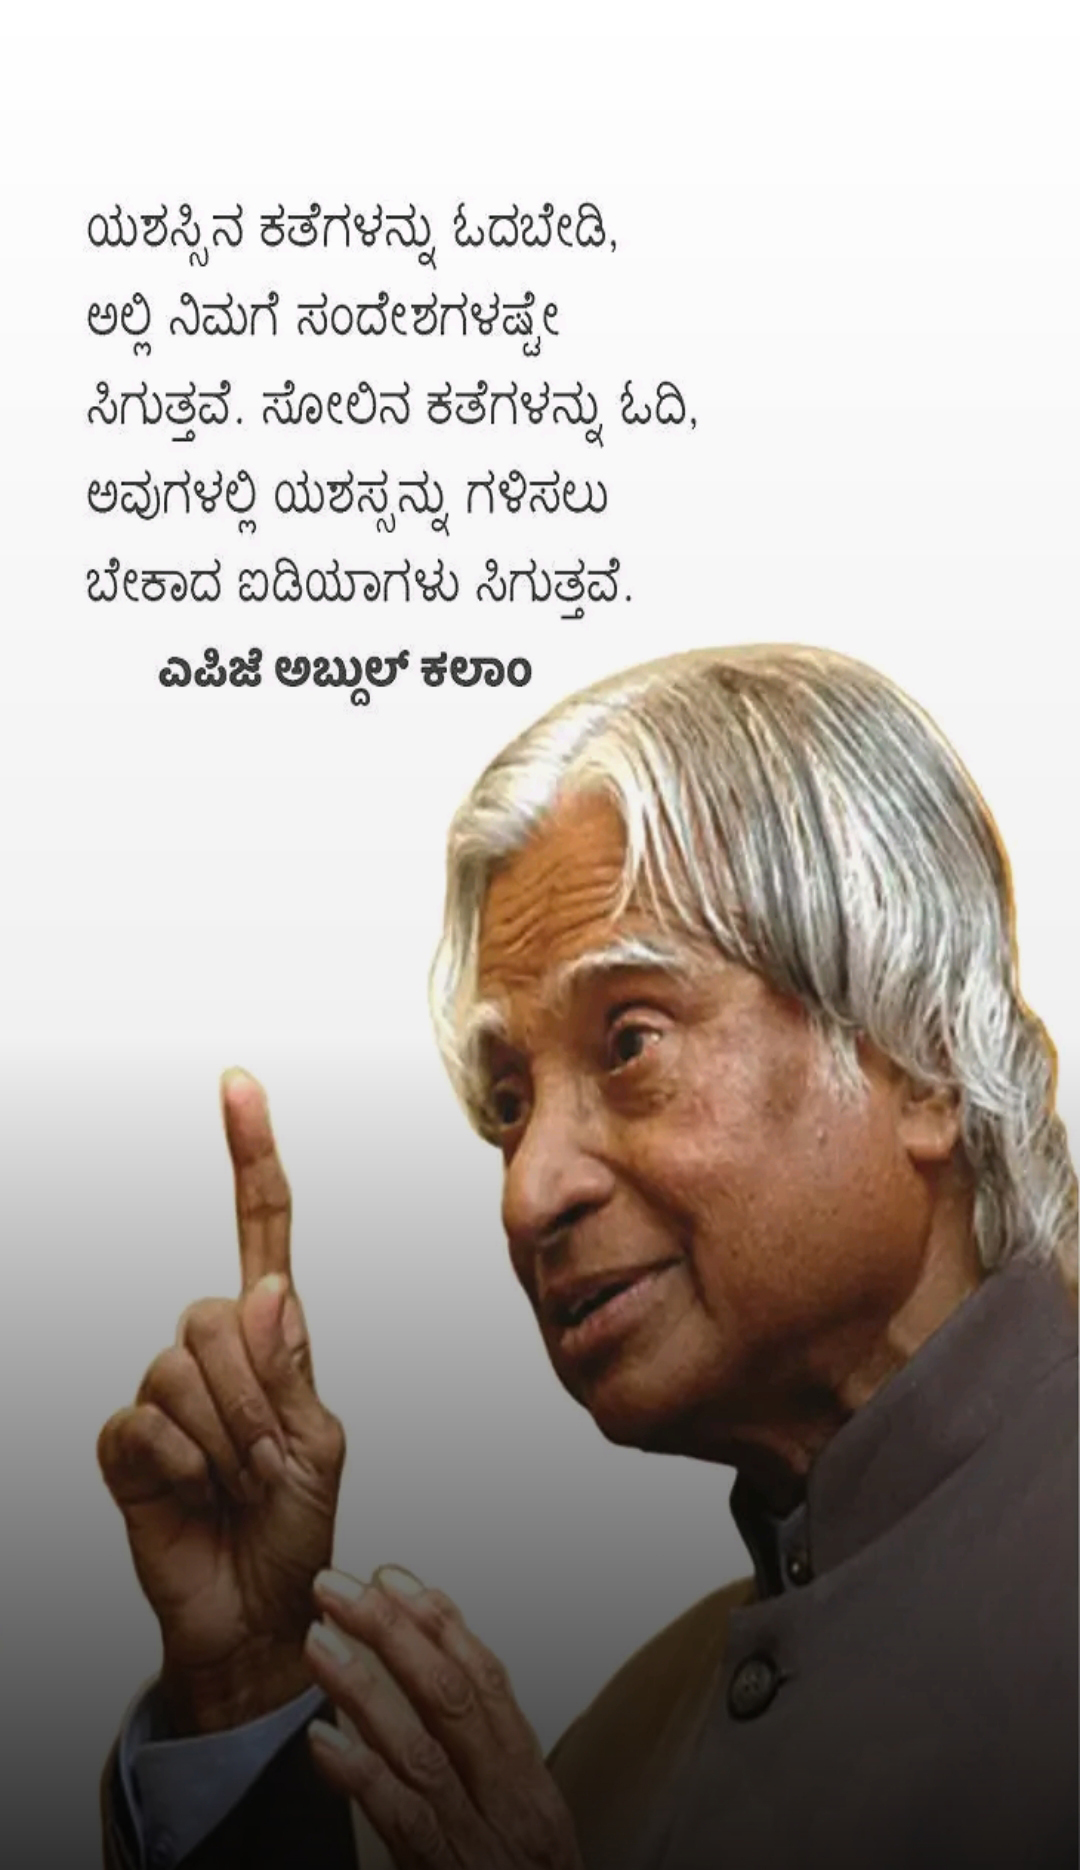 ಯಶಸ್ಸಿನ ಕತೆಗಳನ್ನು ಓದಬೇಡಿ,
ಅಲ್ಲಿ ನಿಮಗೆ ಸಂದೇಶಗಳಷ್ಟೇ
ಸಿಗುತ್ತವೆ. ಸೋಲಿನ ಕತೆಗಳನ್ನು ಓದಿ,
ಅವುಗಳಲ್ಲಿ ಯಶಸ್ಸನ್ನು ಗಳಿಸಲು
ಬೇಕಾದ ಐಡಿಯಾಗಳು ಸಿಗುತ್ತವೆ.
ಎಪಿಜೆ ಅಬ್ದುಲ್ ಕಲಾಂ